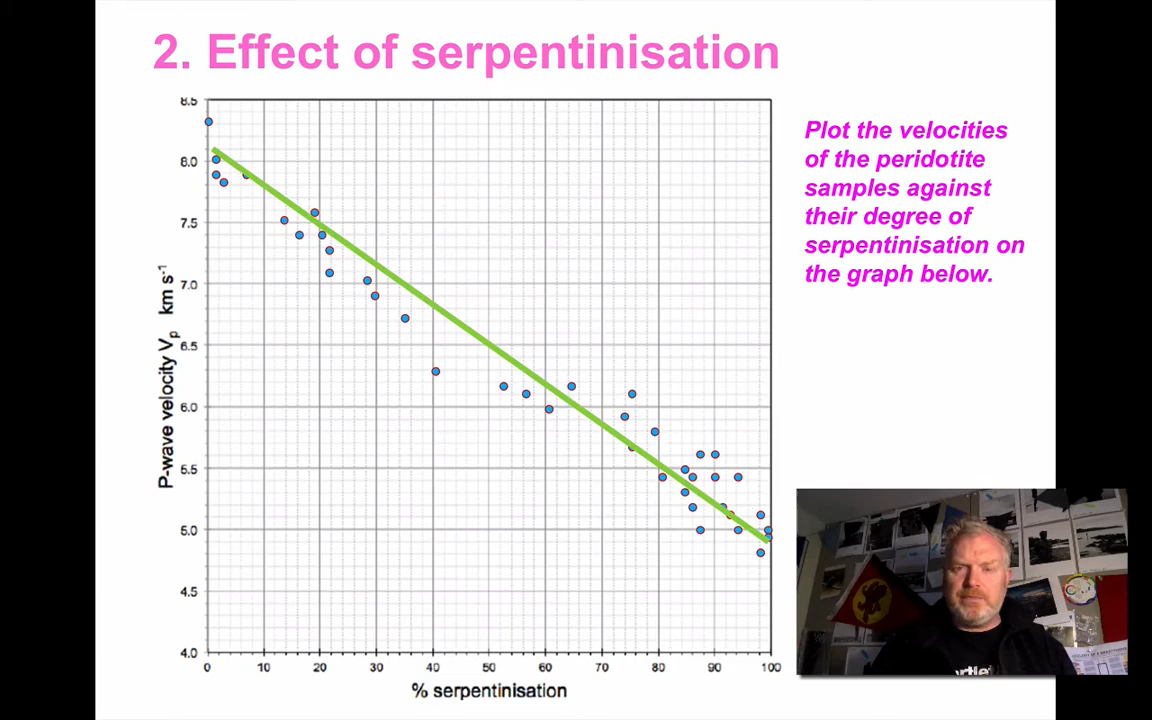 2. Effect of serpentinisation
Plot the velocities
of the peridotite
samples against
their degree of
serpentinisation on
the graph below.
P-wave velocity Vp km s-1
8.5
8.0
7.5
7.0
6.5
6.0
5.5
5.0
4.5
4.0
0 10 20 30 40 50 60 70 80 90 100
% serpentinisation